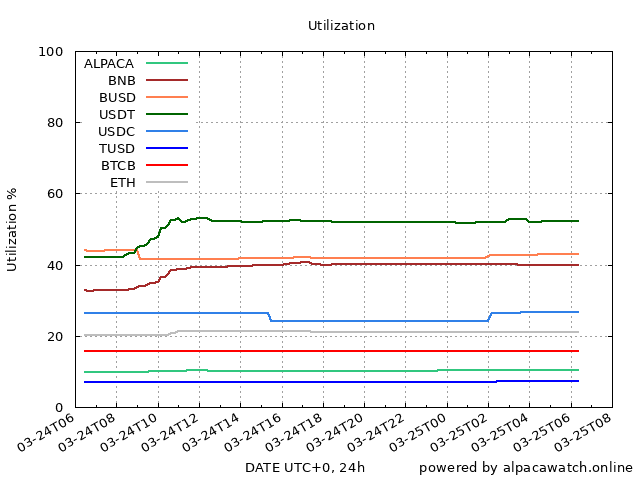 Utilization
100
80
60
40
20
0
Utilization %
ALPACA
BNB
BUSD
USDT
USDC
TUSD
BTCB
ETH
03-24T06
03-24T08
03-24T10
03-24T12
03-24T14
03-24T16
03-24T18
03-24T20
03-24T22
03-25T00
03-25T02
03-25T04
03-25T06
03-25T08
DATE UTC+0, 24h
powered by alpacawatch.online